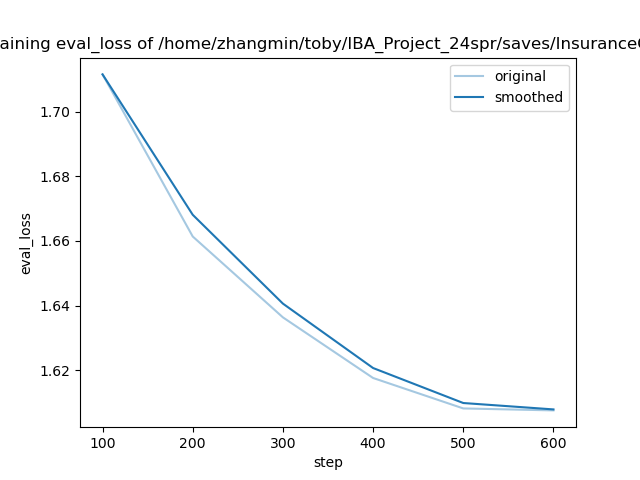 aining eval_loss of /home/zhangmin/toby/IBA_Project_24spr/saves/Insurance
original
smoothed
1.70
1.68
1.66
1.64
1.62
eval_loss
100 200 300 400 500 600
step